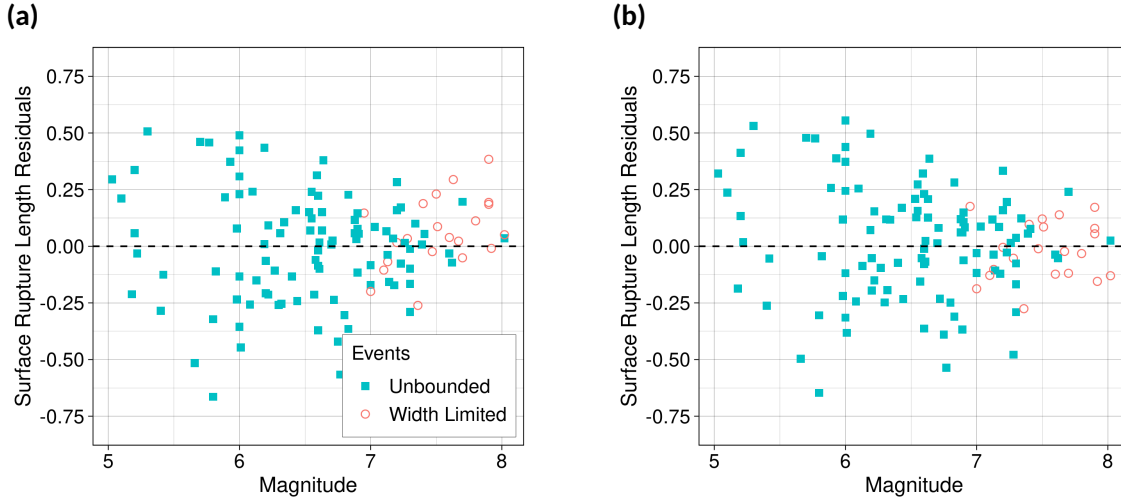 (a)
Surface Rupture Length Residuals
0.75
0.50
0.25
0.00
-0.25
-0.50
-0.75
5 6 7 8
Magnitude
Events
Unbounded
Width Limited
(b)
Surface Rupture Length Residuals
0.75
0.50
0.25
0.00
-0.25
-0.50
-0.75
5 6 7 8
Magnitude